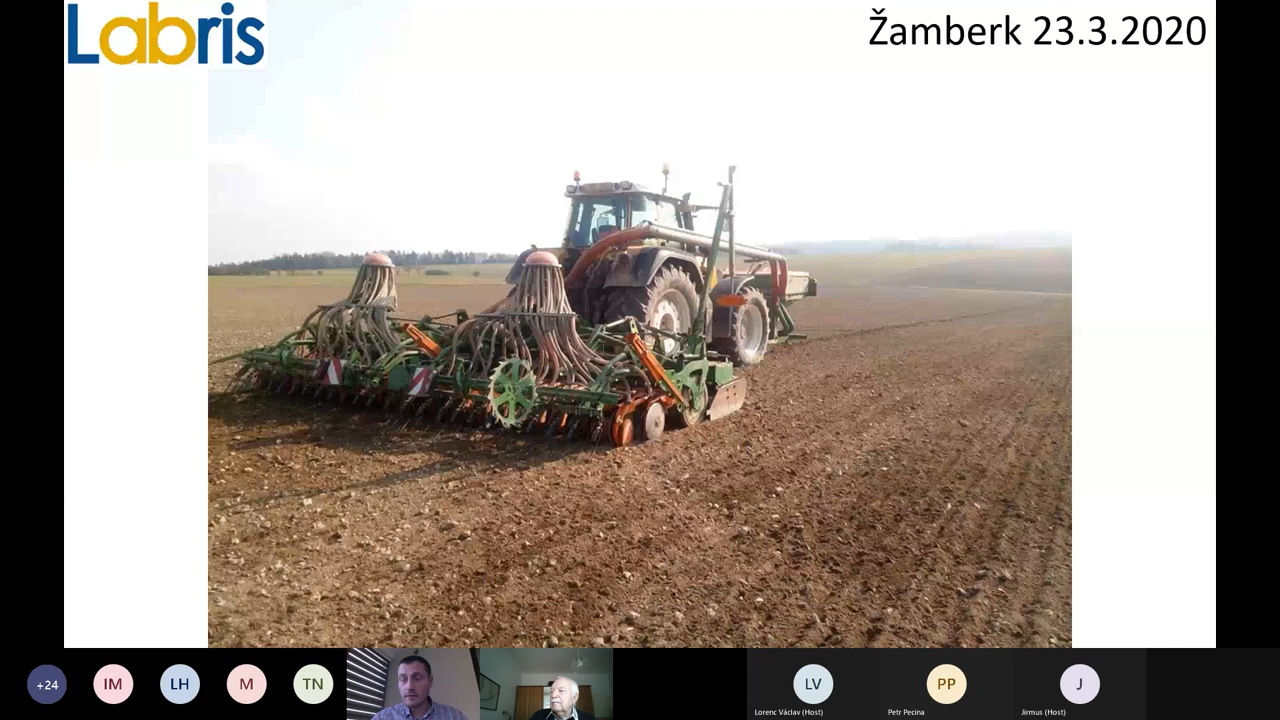 Labris
Žamberk 23.3.2020
+24
IM
LH
M
TN
LV
PP
J
Lorenc Václav (Host)
Petr Pecina
Jirmus (Host)